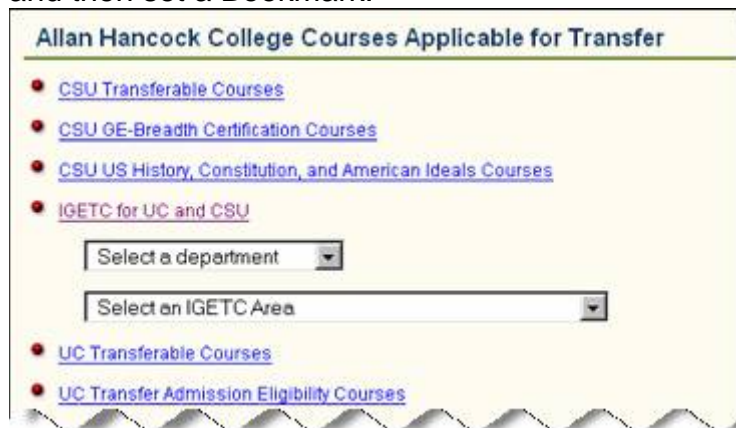 and then set a Bookmark.
Allan Hancock College Courses Applicable for Transfer
CSU Transferable Courses
CSU GE-Breadth Certification Courses
CSU US History, Constitution, and American Ideals Courses
IGETC for UC and CSU
Select a department
Select an IGETC Area
UC Transferable Courses
UC Transfer Admission Eligibility Courses